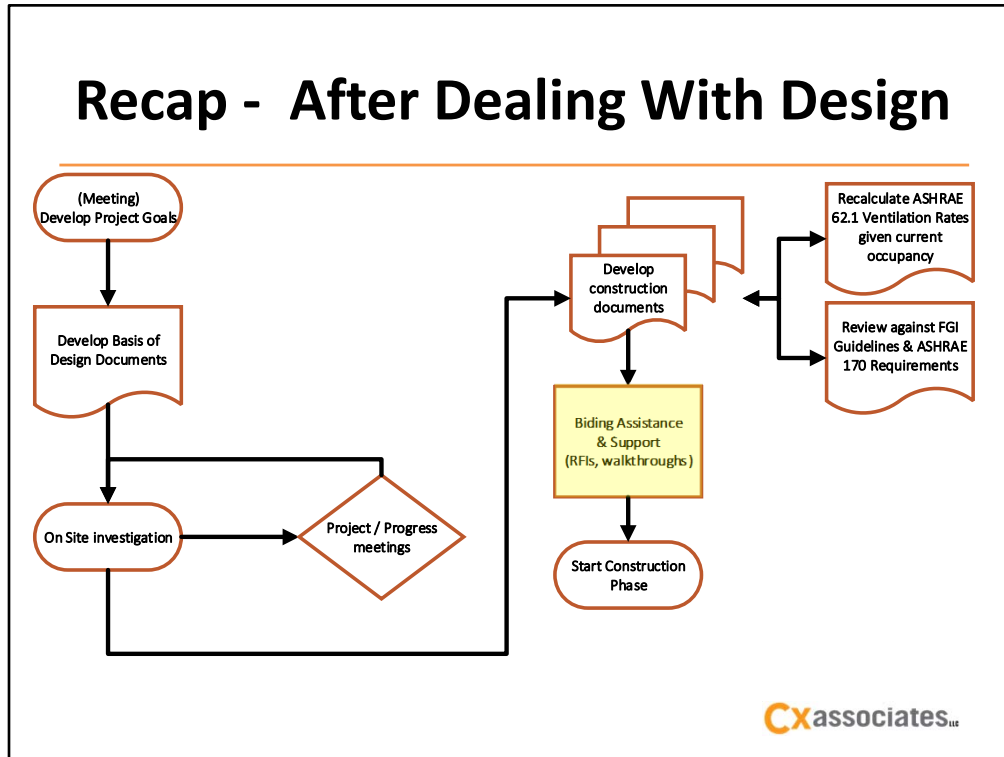 Recap - After Dealing With Design
(Meeting)
Develop Project Goals
Develop Basis of
Design Documents
On Site investigation
Project / Progress
meetings
Develop
construction
documents
Biding Assistance
& Support
(RFIs, walkthroughs)
Start Construction
Phase
Recalculate ASHRAE
62.1 Ventilation Rates
given current
occupancy
Review against FGI
Guidelines & ASHRAE
170 Requirements
Cxassociates LLC